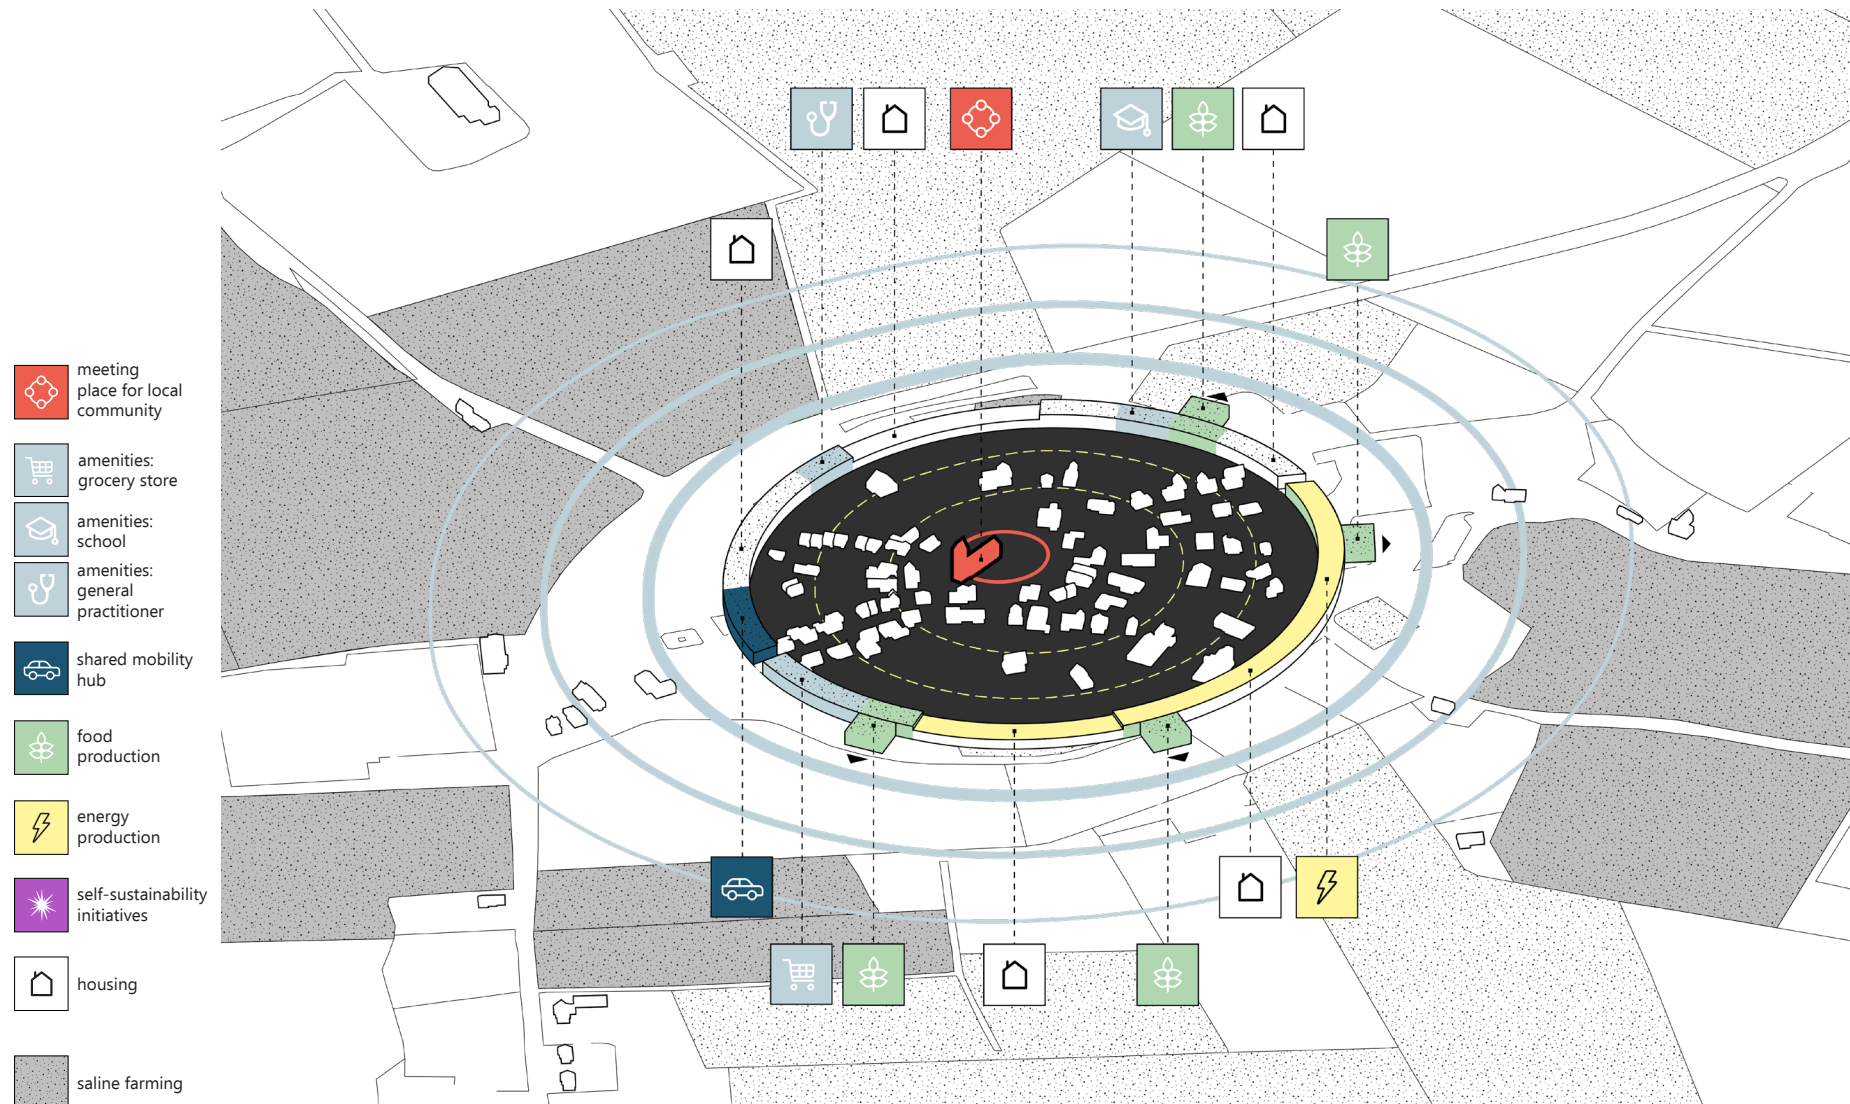 meeting
place for local
community
amenities:
grocery store
amenities:
school
amenities:
general
practitioner
shared mobility
hub
food
production
energy
production
self-sustainability
initiatives
housing
saline farming